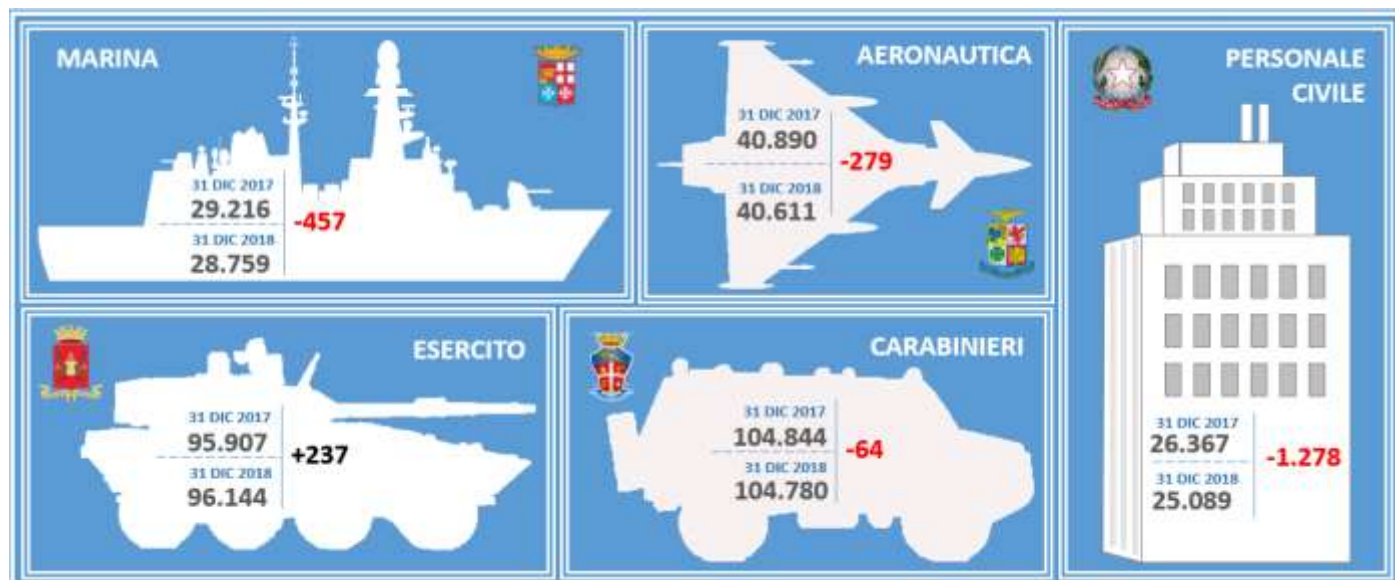 MARINA
31 DIC 2017
29.216
-457
31 DIC 2018
28.759
AERONAUTICA
31 DIC 2017
40.890
-279
31 DIC 2018
40.611
PERSONALE
CIVILE
31 DIC 2017
26.367
-1.278
31 DIC 2018
25.089
ESERCITO
31 DIC 2017
95.907
+237
31 DIC 2018
96.144
CARABINIERI
31 DIC 2017
104.844
-64
31 DIC 2018
104.780